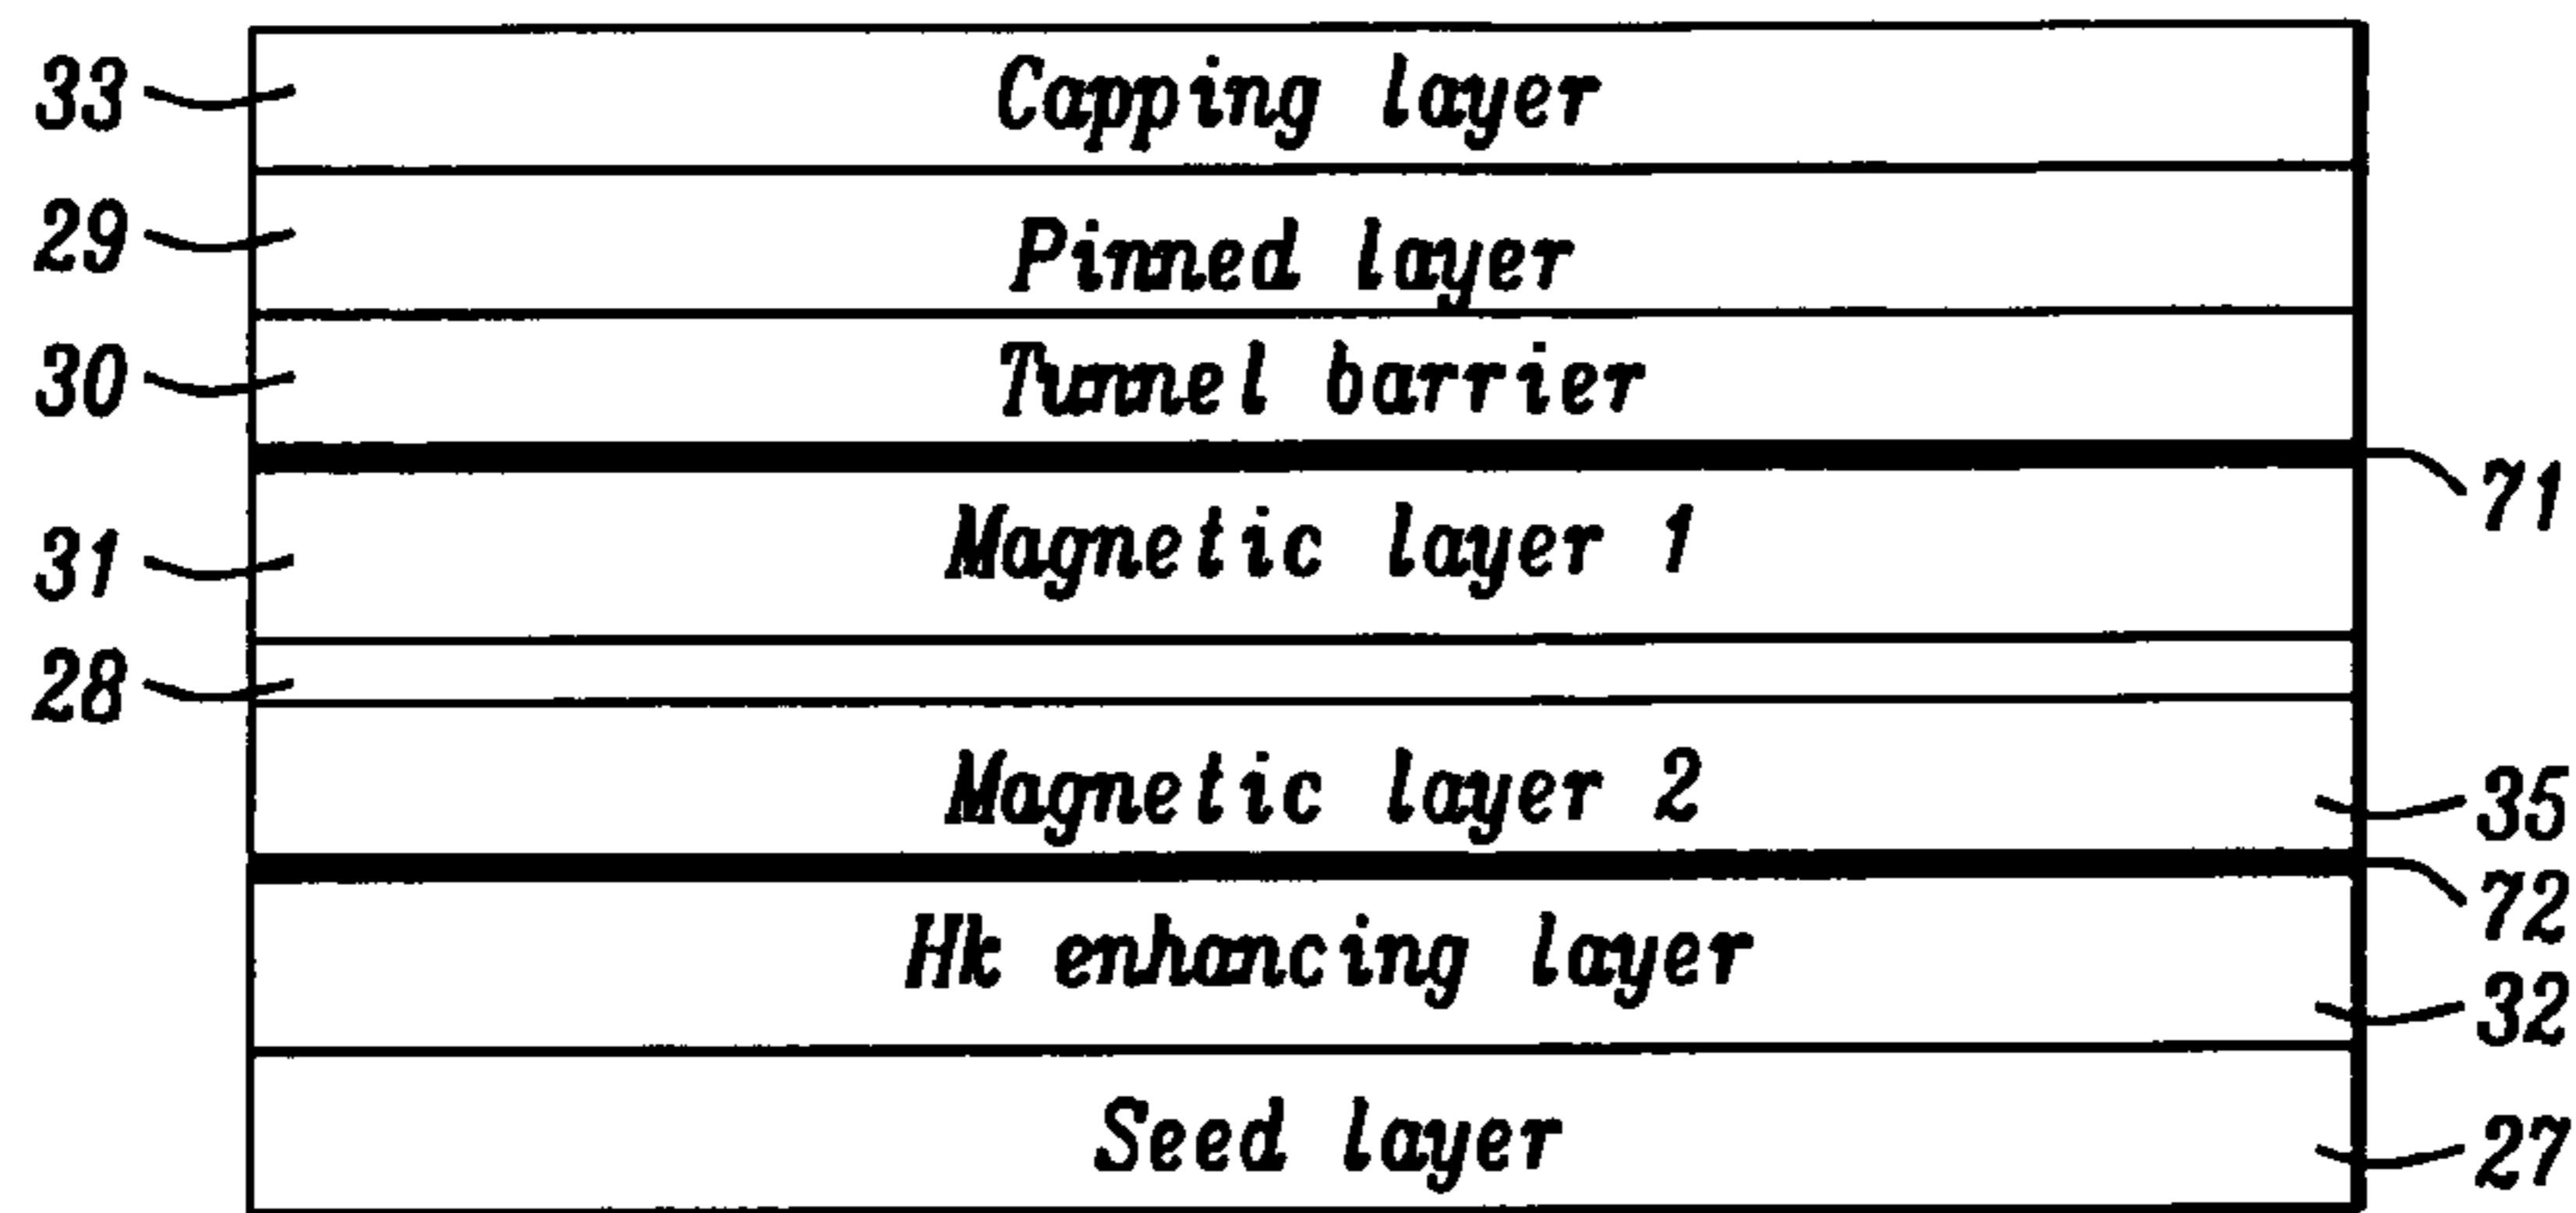 33 Capping layer
29 Pinned layer
30 Tunnel barrier
71
31 Magnetic layer 1
28
Magnetic layer 2 35
72
Hk enhancing layer
32
Seed layer 27